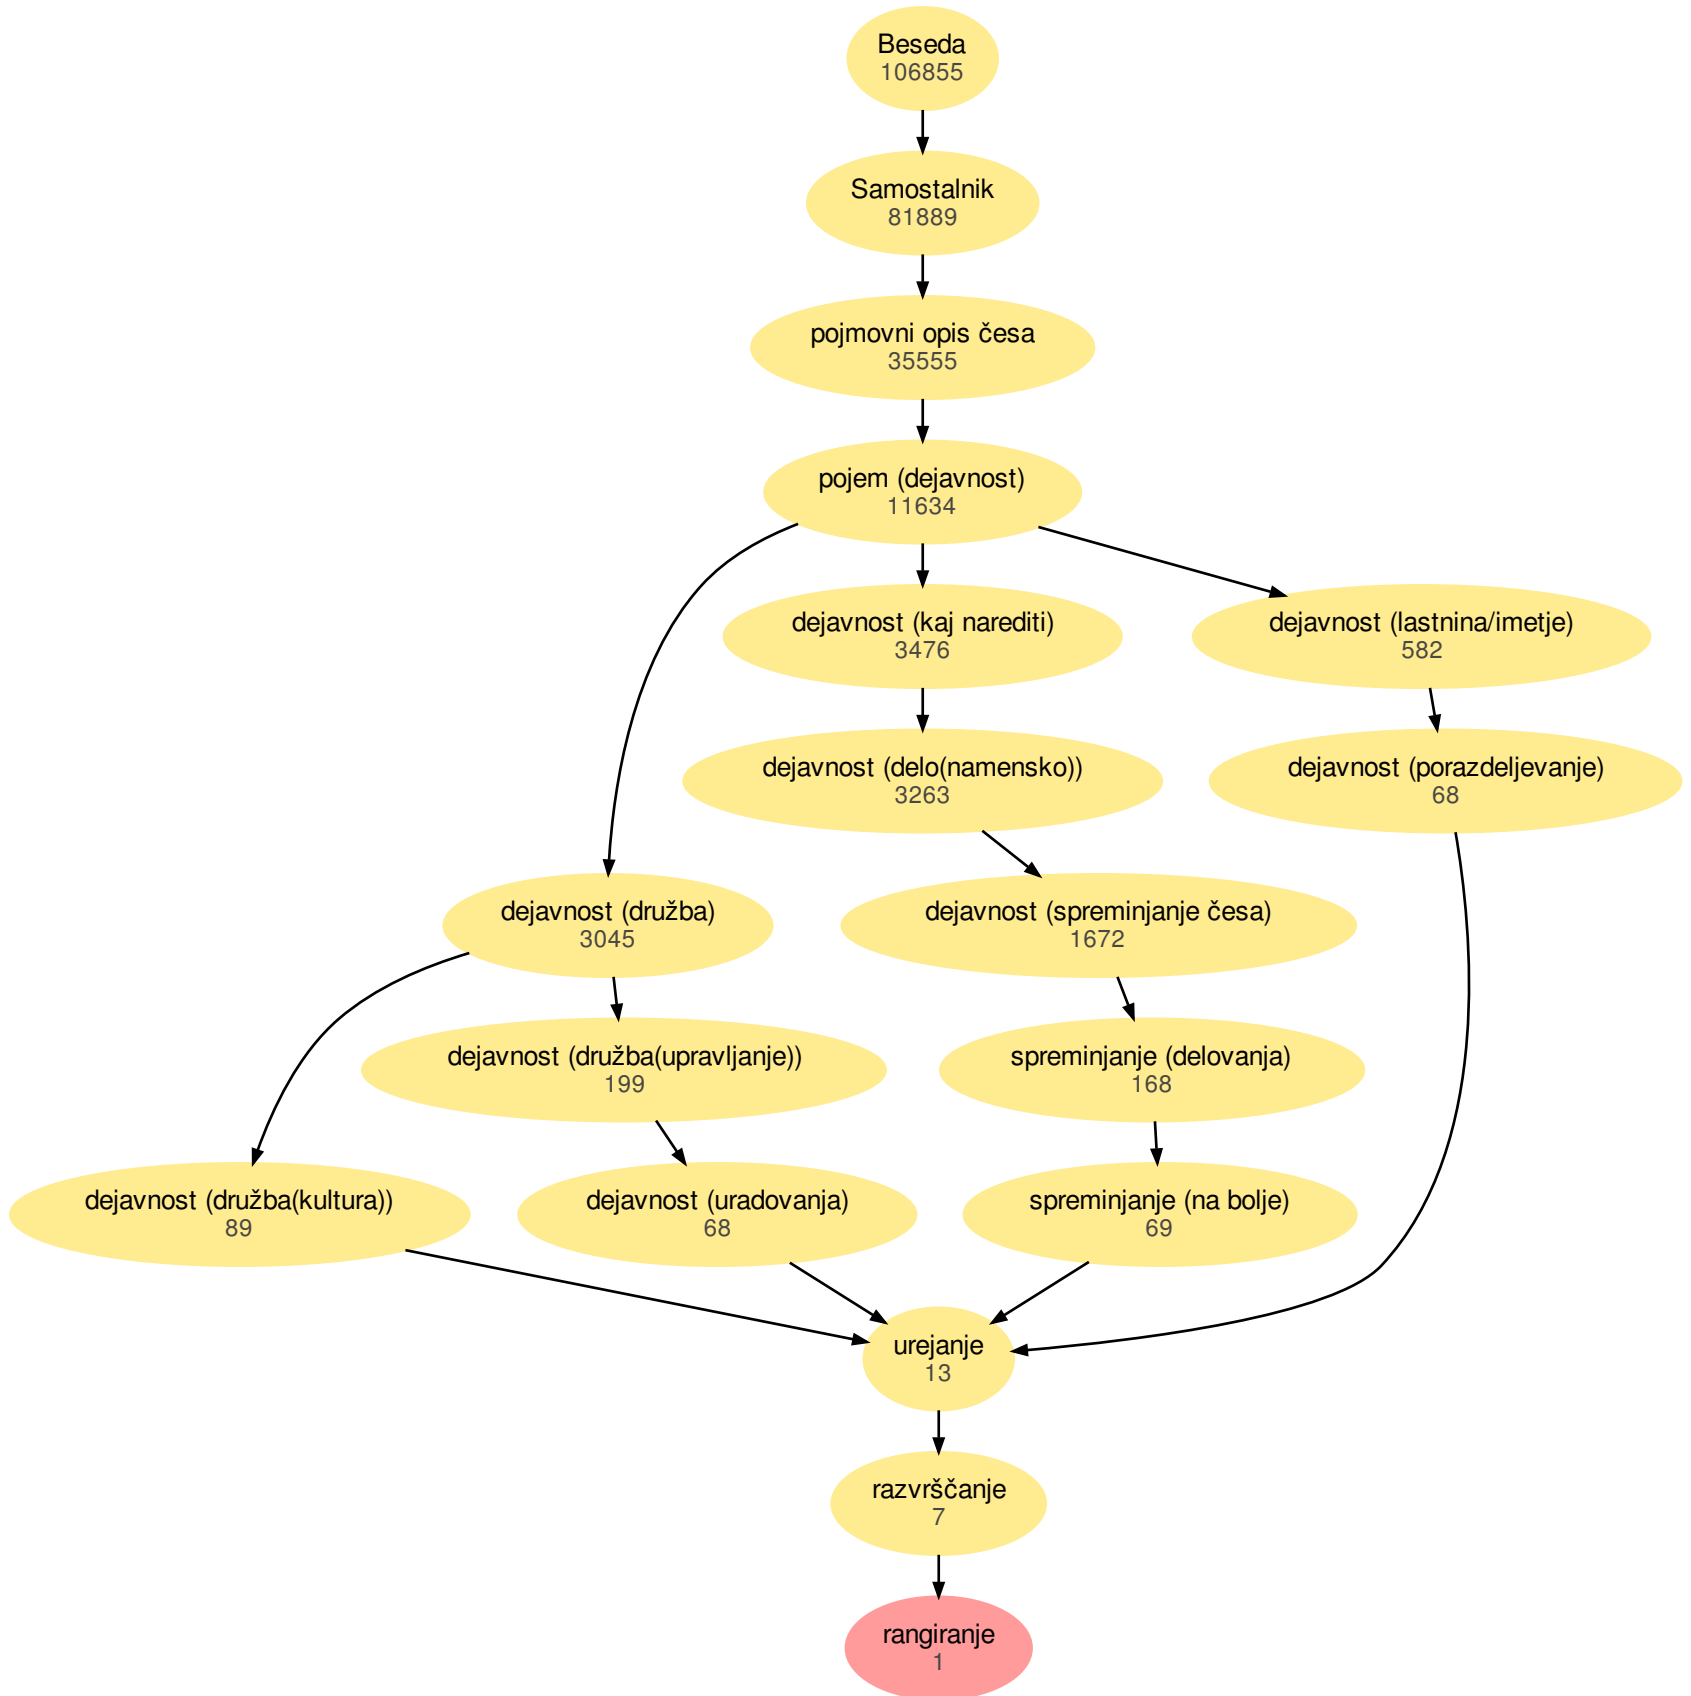 Beseda
106855
Samostalnik
81889
pojmovni opis česa
35555
pojem (dejavnost)
11634
dejavnost (kaj narediti)
3476
dejavnost (lastnina/imetje)
582
dejavnost (delo(namensko))
3263
dejavnost (porazdeljevanje)
68
dejavnost (družba)
3045
dejavnost (spreminjanje česa)
1672
dejavnost (družba(upravljanje))
199
spreminjanje (delovanja)
168
dejavnost (družba(kultura))
89
dejavnost (uradovanja)
68
spreminjanje (na bolje)
69
urejanje
13
razvrščanje
7
rangiranje
1